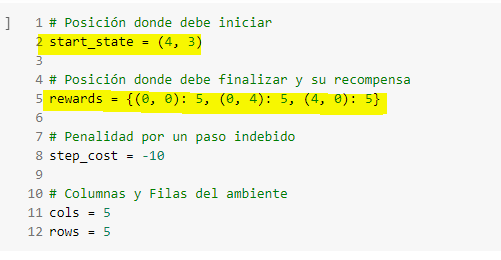 ] 1 # Posición donde debe iniciar
2 start_state = (4, 3)
3
4 # Posición donde debe finalizar y su recompensa
5 rewards = {(0, 0): 5, (0, 4): 5, (4, 0): 5}
6
7 # Penalidad por un paso indebido
8 step_cost = -10
9
10 # Columnas y Filas del ambiente
11 cols = 5
12 rows = 5